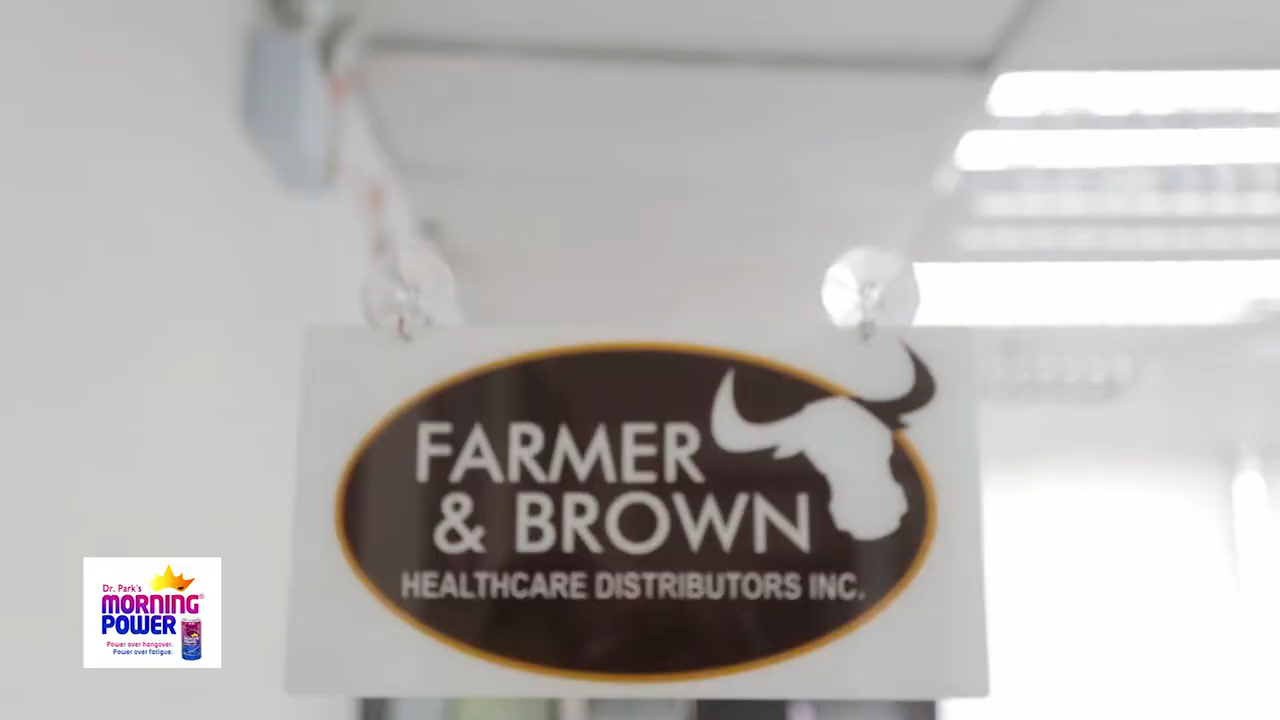 FARMER
& BROWN
HEALTHCARE DISTRIBUTORS INC.
Dr. Park's
MORNING®
POWER
Power over hangover.
Power over fatigue.